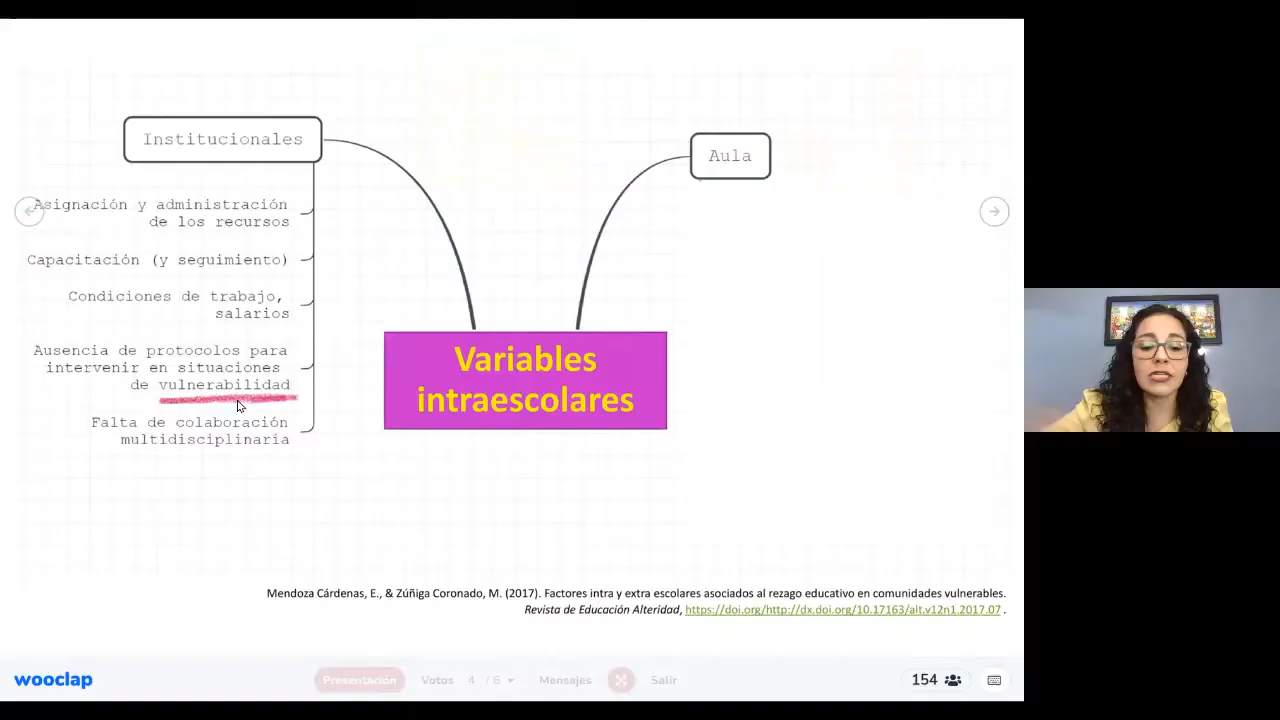 Institucionales
Asignación y administración
de los recursos
Capacitación (y seguimiento)
Condiciones de trabajo,
salarios
Ausencia de protocolos para
intervenir en situaciones
de vulnerabilidad
Falta de colaboración
multidisciplinaria
Aula
Variables
intraescolares
Mendoza Cárdenas, E., & Zúñiga Coronado, M. (2017). Factores intra y extra escolares asociados al rezago educativo en comunidades vulnerables.
Revista de Educación Alteridad, https://doi.org/http://dx.doi.org/10.17163/alt.v12n1.2017.07 .
wooclap
Presentación
Votos 4 / 6
Mensajes
Salir
154